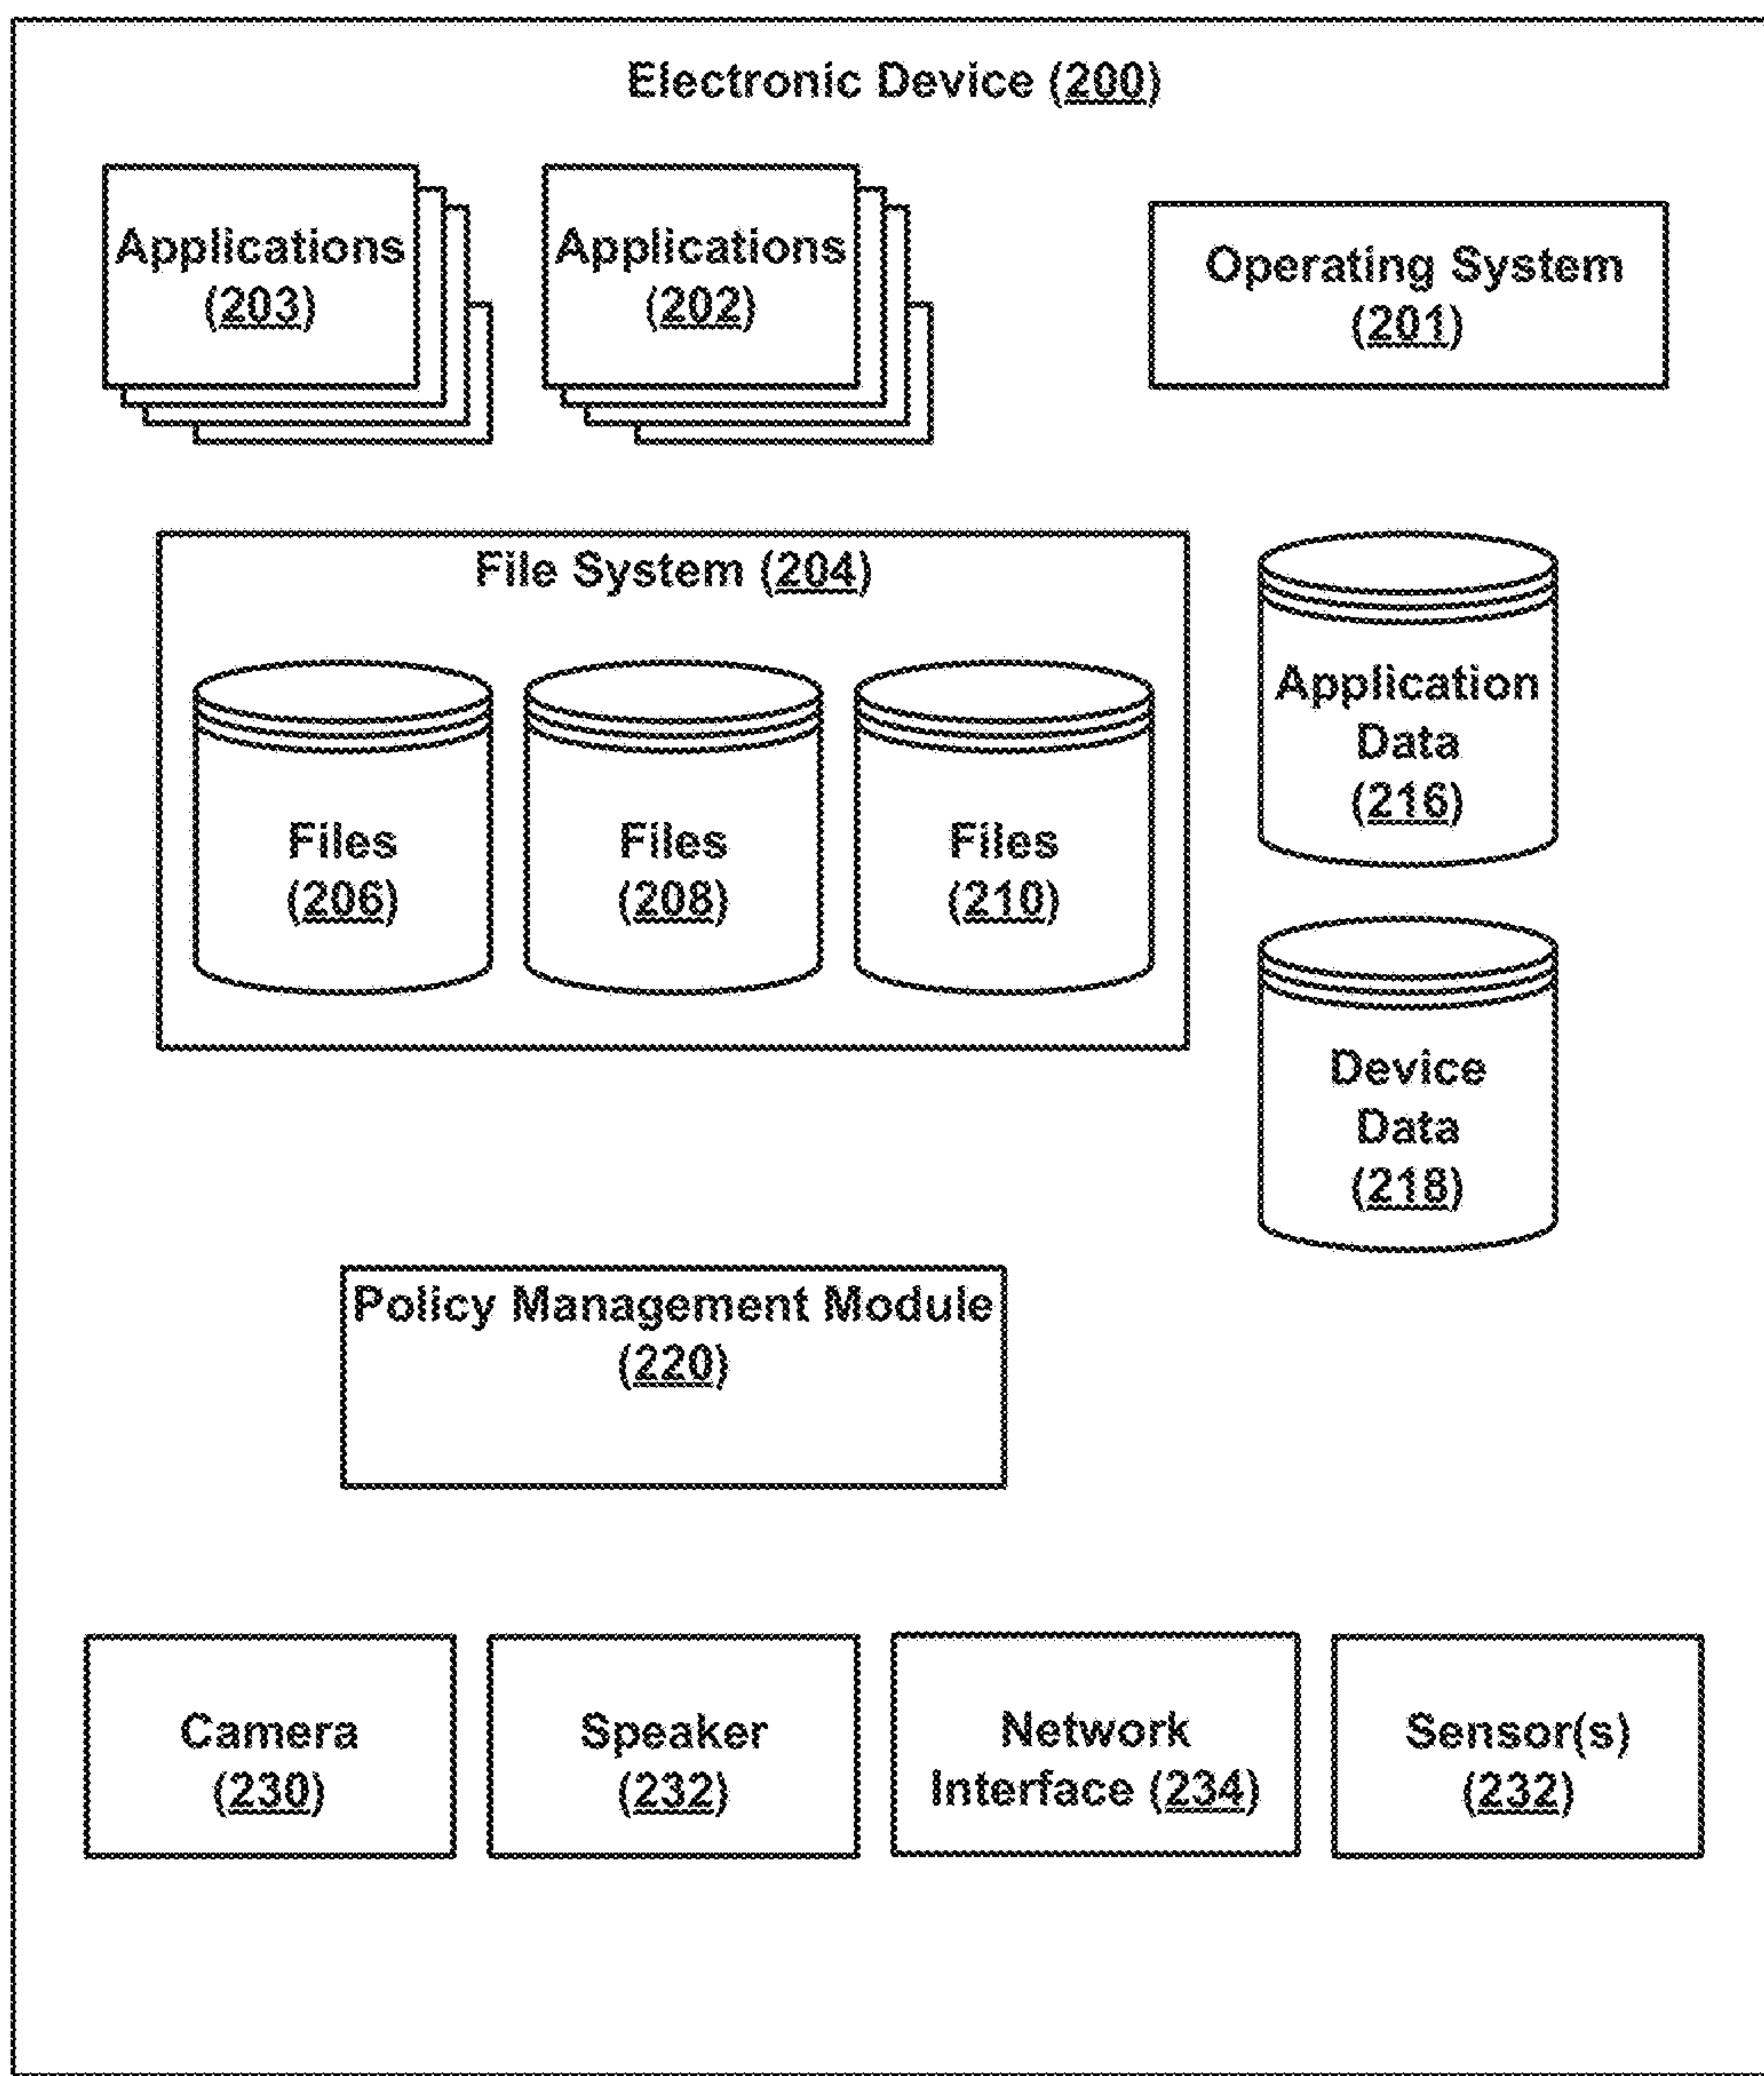 Electronic Device (200)
Applications
(203)
Applications
(202)
Operating System
(201)
File System (204)
Files
(206)
Files
(208)
Files
(210)
Application
Data
(216)
Device
Data
(218)
Policy Management Module
(220)
Camera
(230)
Speaker
(232)
Network
Interface (234)
Sensor(s)
(232)